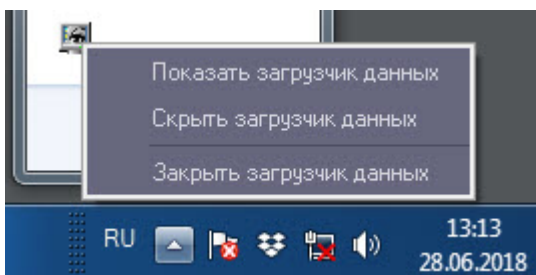 Показать загрузчик данных
Скрыть загрузчик данных
Закрыть загрузчик данных
RU
13:13
28.06.2018